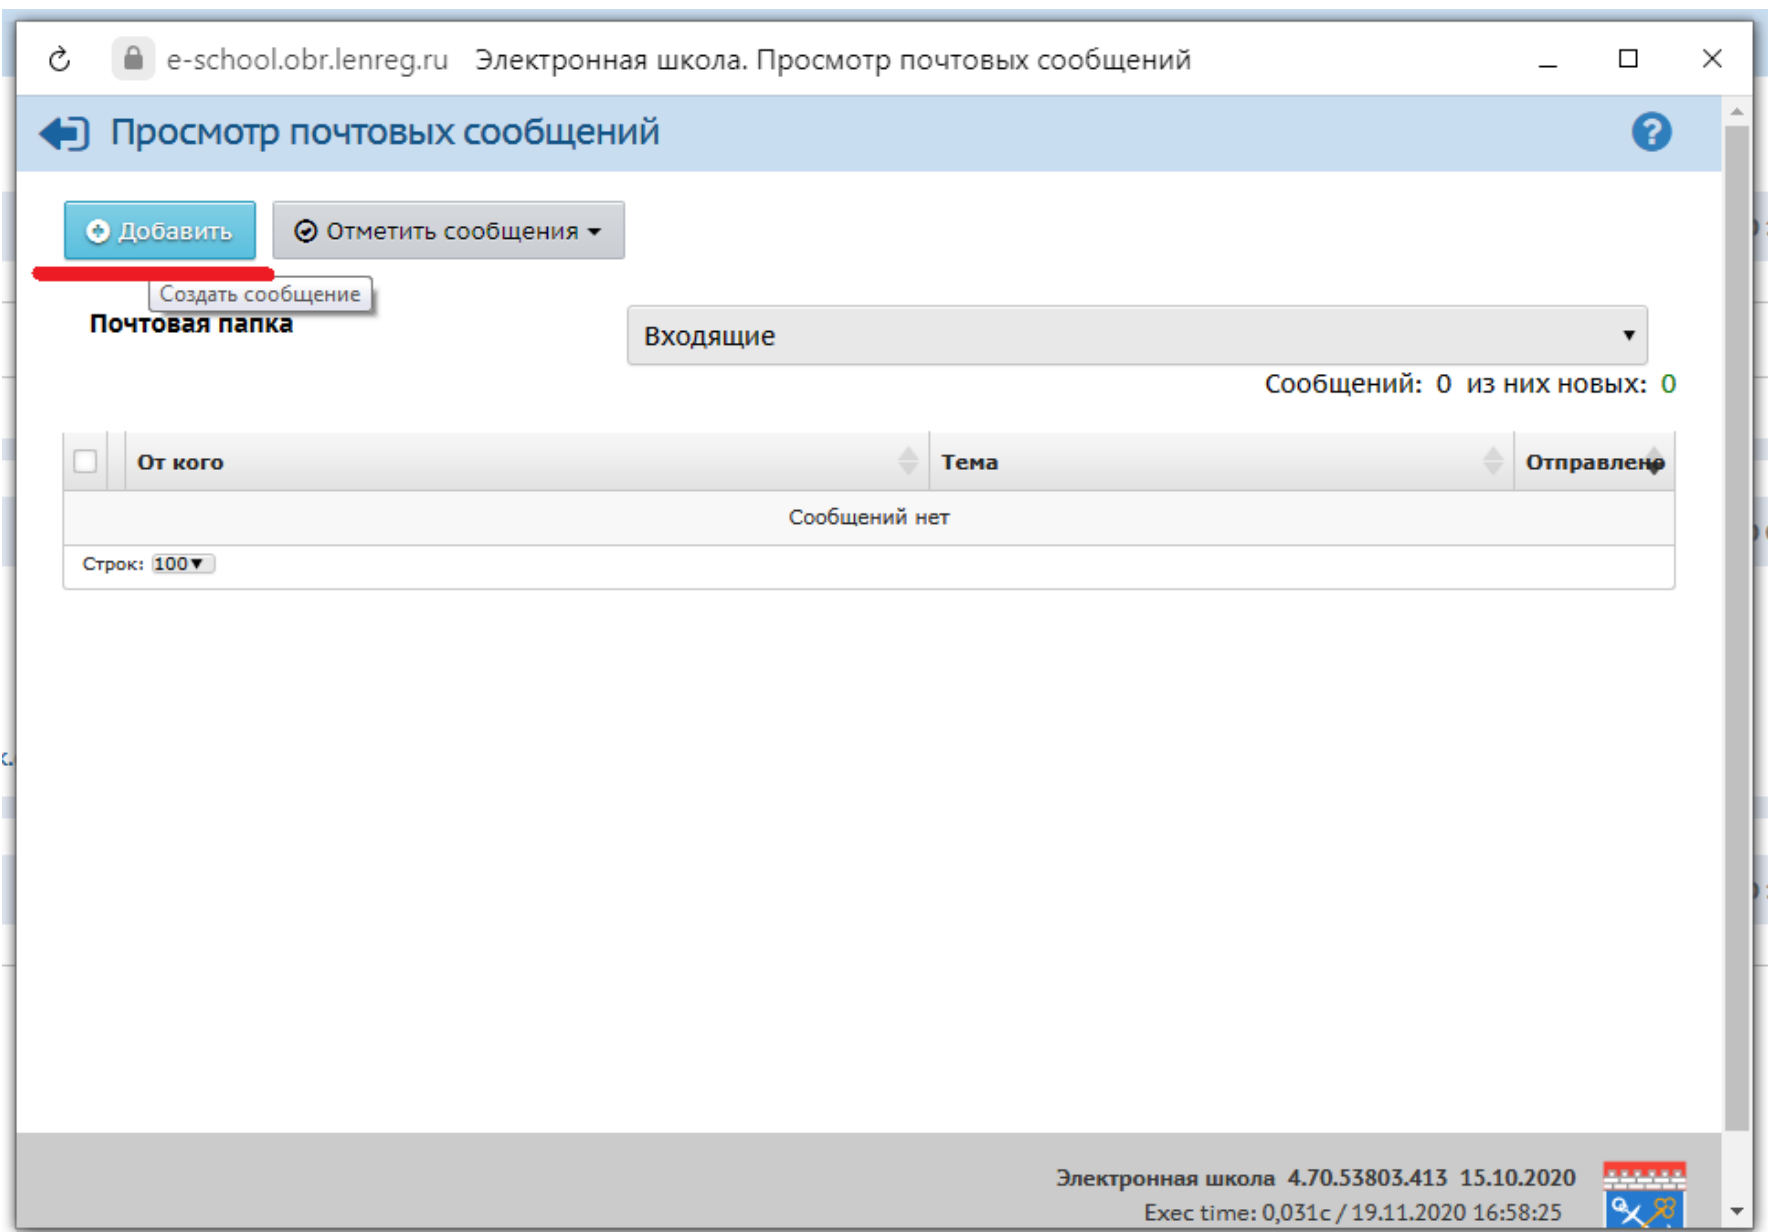 e-school.obr.lenreg.ru Электронная школа. Просмотр почтовых сообщений
Просмотр почтовых сообщений
Добавить Отметить сообщения
Создать сообщение
Почтовая папка Входящие
Сообщений: 0 из них новых: 0
От кого Тема Отправлено
Сообщений нет
Строк: 100
Электронная школа 4.70.53803.413 15.10.2020
Exec time: 0,031с / 19.11.2020 16:58:25